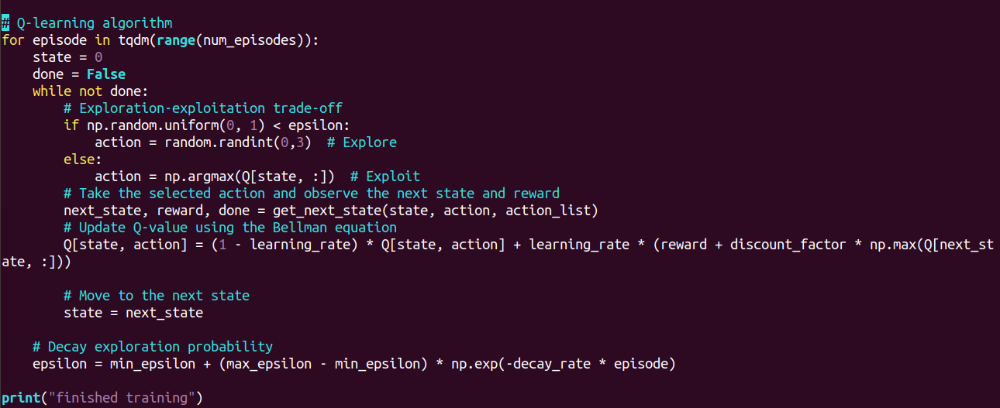 # Q-learning algorithm
for episode in tqdm(range(num_episodes)):
    state = 0
    done = False
    while not done:
        # Exploration-exploitation trade-off
        if np.random.uniform(0, 1) < epsilon:
            action = random.randint(0,3)  # Explore
        else:
            action = np.argmax(Q[state, :])  # Exploit
        # Take the selected action and observe the next state and reward
        next_state, reward, done = get_next_state(state, action, action_list)
        # Update Q-value using the Bellman equation
        Q[state, action] = (1 - learning_rate) * Q[state, action] + learning_rate * (reward + discount_factor * np.max(Q[next_st
ate, :]))
        # Move to the next state
        state = next_state
    # Decay exploration probability
    epsilon = min_epsilon + (max_epsilon - min_epsilon) * np.exp(-decay_rate * episode)
print("finished training")